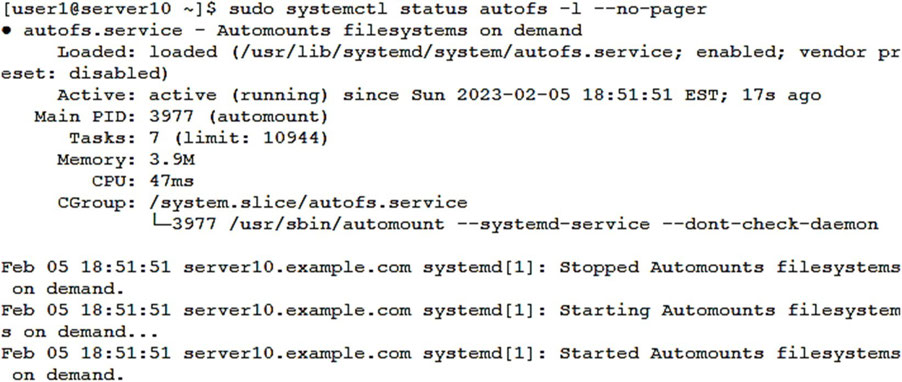 [user1@server10 ~]$ sudo systemctl status autofs -l --no-pager
● autofs.service - Automounts filesystems on demand
     Loaded: loaded (/usr/lib/systemd/system/autofs.service; enabled; vendor pr
eset: disabled)
     Active: active (running) since Sun 2023-02-05 18:51:51 EST; 17s ago
   Main PID: 3977 (automount)
      Tasks: 7 (limit: 10944)
     Memory: 3.9M
        CPU: 47ms
     CGroup: /system.slice/autofs.service
             └─3977 /usr/sbin/automount --systemd-service --dont-check-daemon

Feb 05 18:51:51 server10.example.com systemd[1]: Stopped Automounts filesystems
 on demand.
Feb 05 18:51:51 server10.example.com systemd[1]: Starting Automounts filesystem
s on demand...
Feb 05 18:51:51 server10.example.com systemd[1]: Started Automounts filesystems
 on demand.